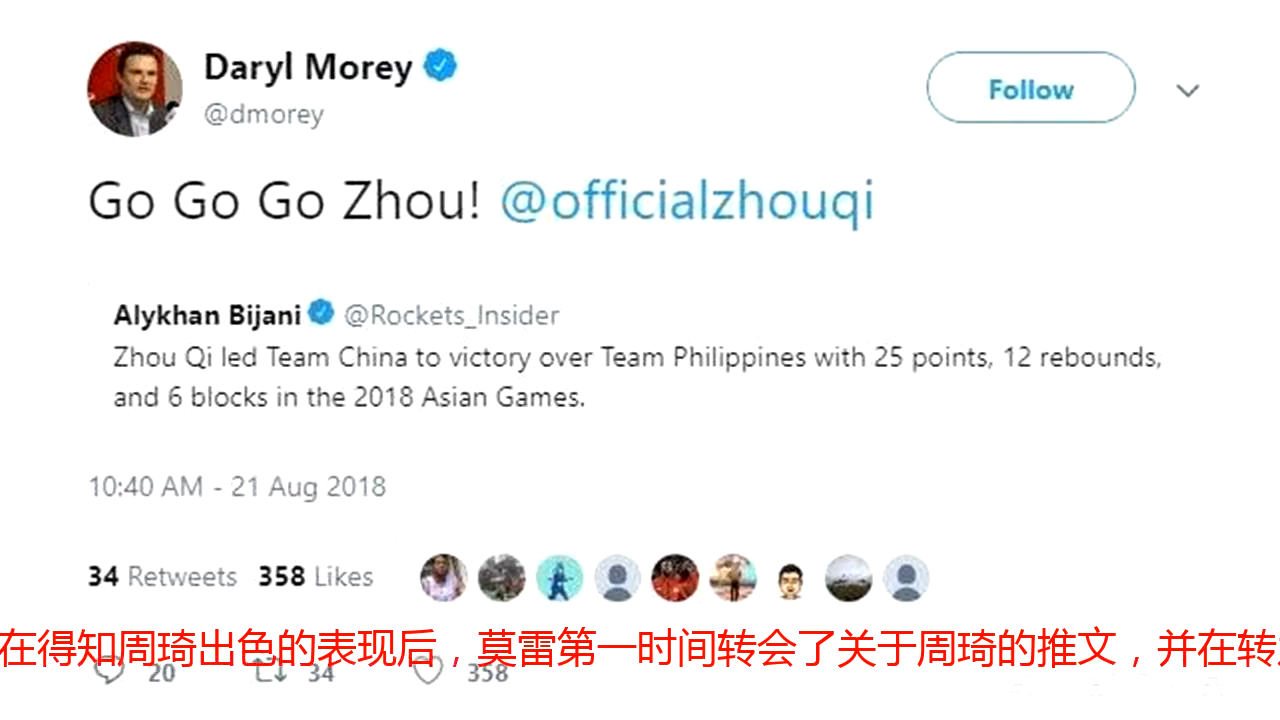 Daryl Morey
@dmorey
Follow
Go Go Go Zhou! @officialzhouqi
Alykhan Bijani @Rockets_Insider
Zhou Qi led Team China to victory over Team Philippines with 25 points, 12 rebounds,
and 6 blocks in the 2018 Asian Games.
10:40 AM - 21 Aug 2018
34 Retweets 358 Likes
在得知周琦出色的表现后，莫雷第一时间转会了关于周琦的推文，并在转
20 34 358